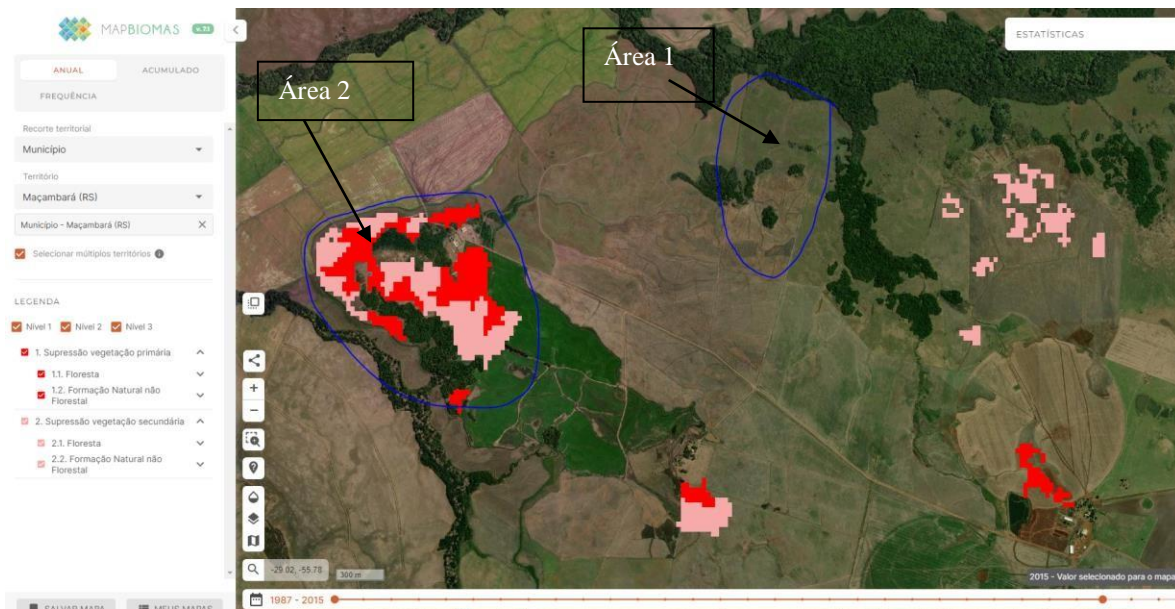 MAPBIOMAS
v.7.1
ANUAL
ACUMULADO
FREQUÊNCIA
Recorte territorial
Município
Território
Maçambará (RS)
Município - Maçambará (RS)
Selecionar múltiplos territórios
LEGENDA
Nível 1 Nível 2 Nível 3
1. Supressão vegetação primária
1.1. Floresta
1.2. Formação Natural não
Florestal
2. Supressão vegetação secundária
2.1. Floresta
2.2. Formação Natural não
Florestal
SALVAR MAPA
MEUS MAPAS
Área 2
Área 1
ESTATÍSTICAS
-29.02, -55.78
300 m
2015 - Valor selecionado para o mapa
1987 - 2015